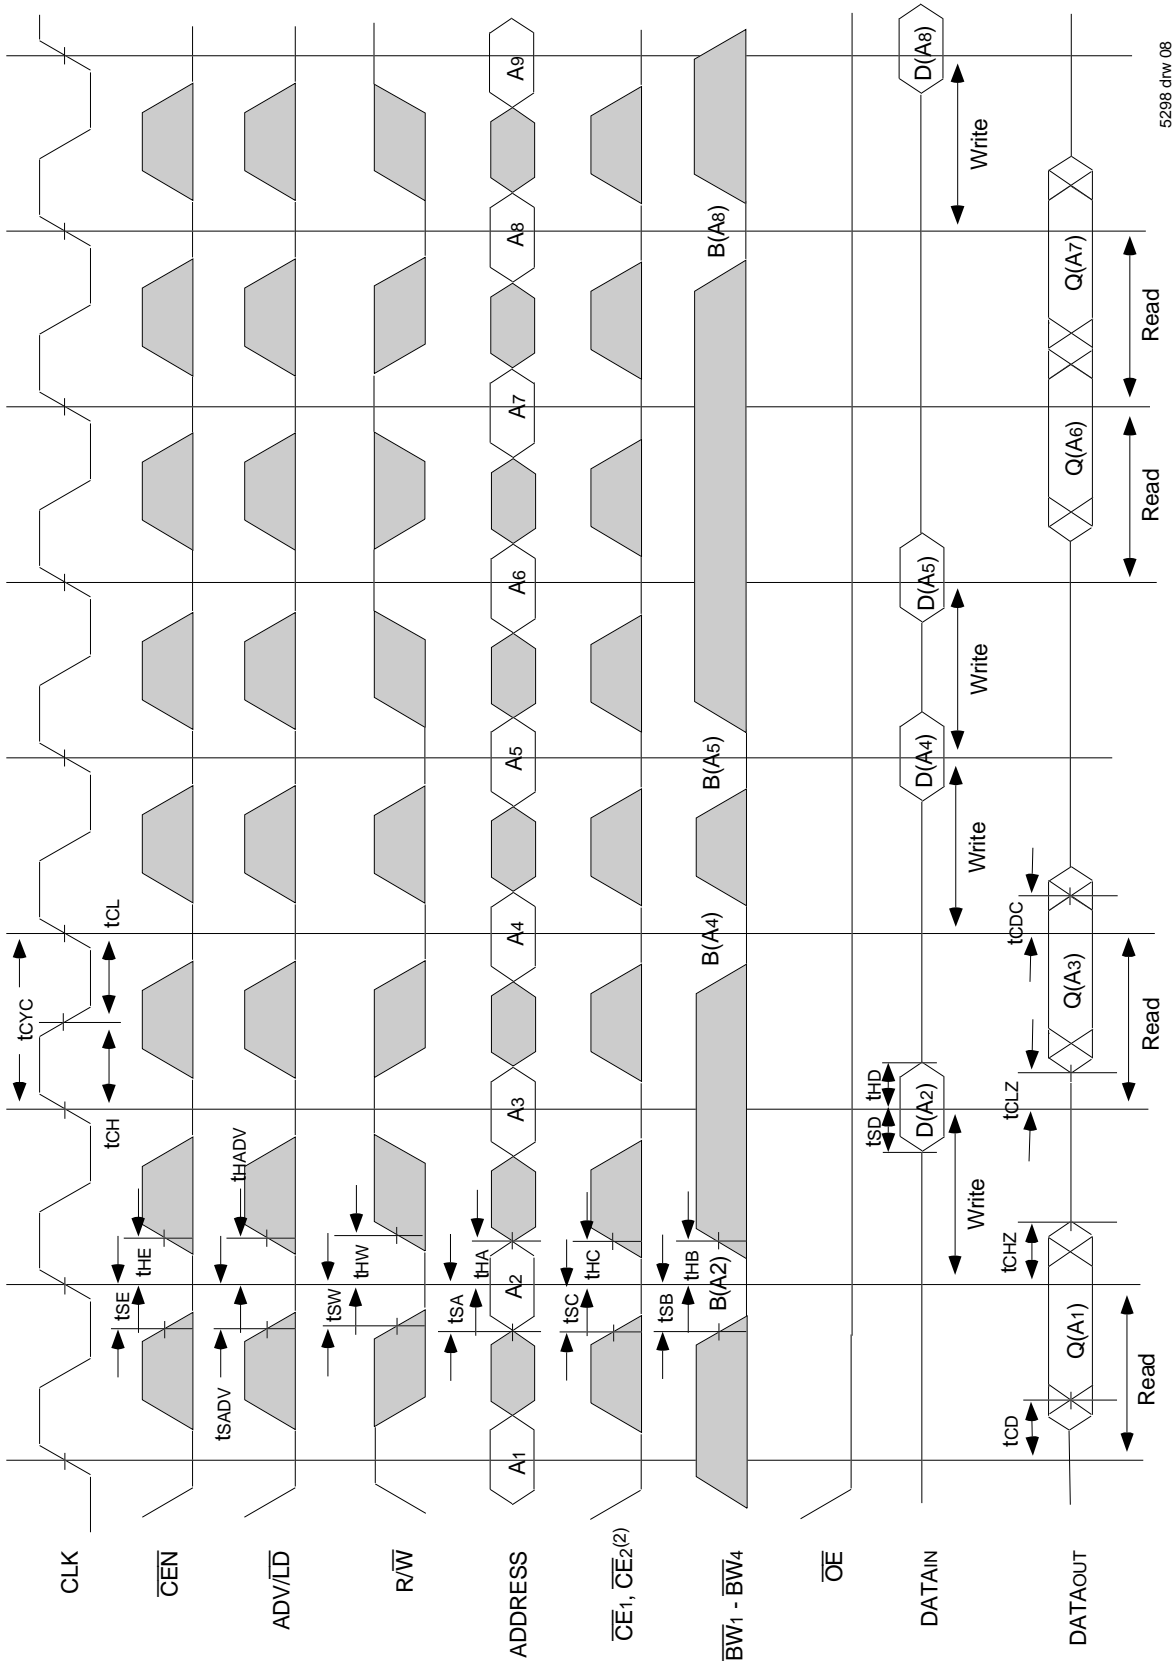 tCYC
tCH
tCL
CLK
tSE
tHE
CEN
tSADV
tHADV
ADV/LD
tSW
tHW
R/W
tSA
tHA
ADDRESS
A1
A2
A3
A4
A5
A6
A7
A8
A9
tSC
tHC
CE1, CE2(2)
tSB
tHB
B(A2)
B(A4)
B(A5)
B(A8)
BW1 - BW4
OE
tSD
tHD
DATAIN
D(A2)
D(A4)
D(A5)
D(A8)
Write
Write
Write
Write
tCD
tCHZ
tCLZ
tCDC
DATAOUT
Q(A1)
Q(A3)
Q(A6)
Q(A7)
Read
Read
Read
Read
5298 drw 08